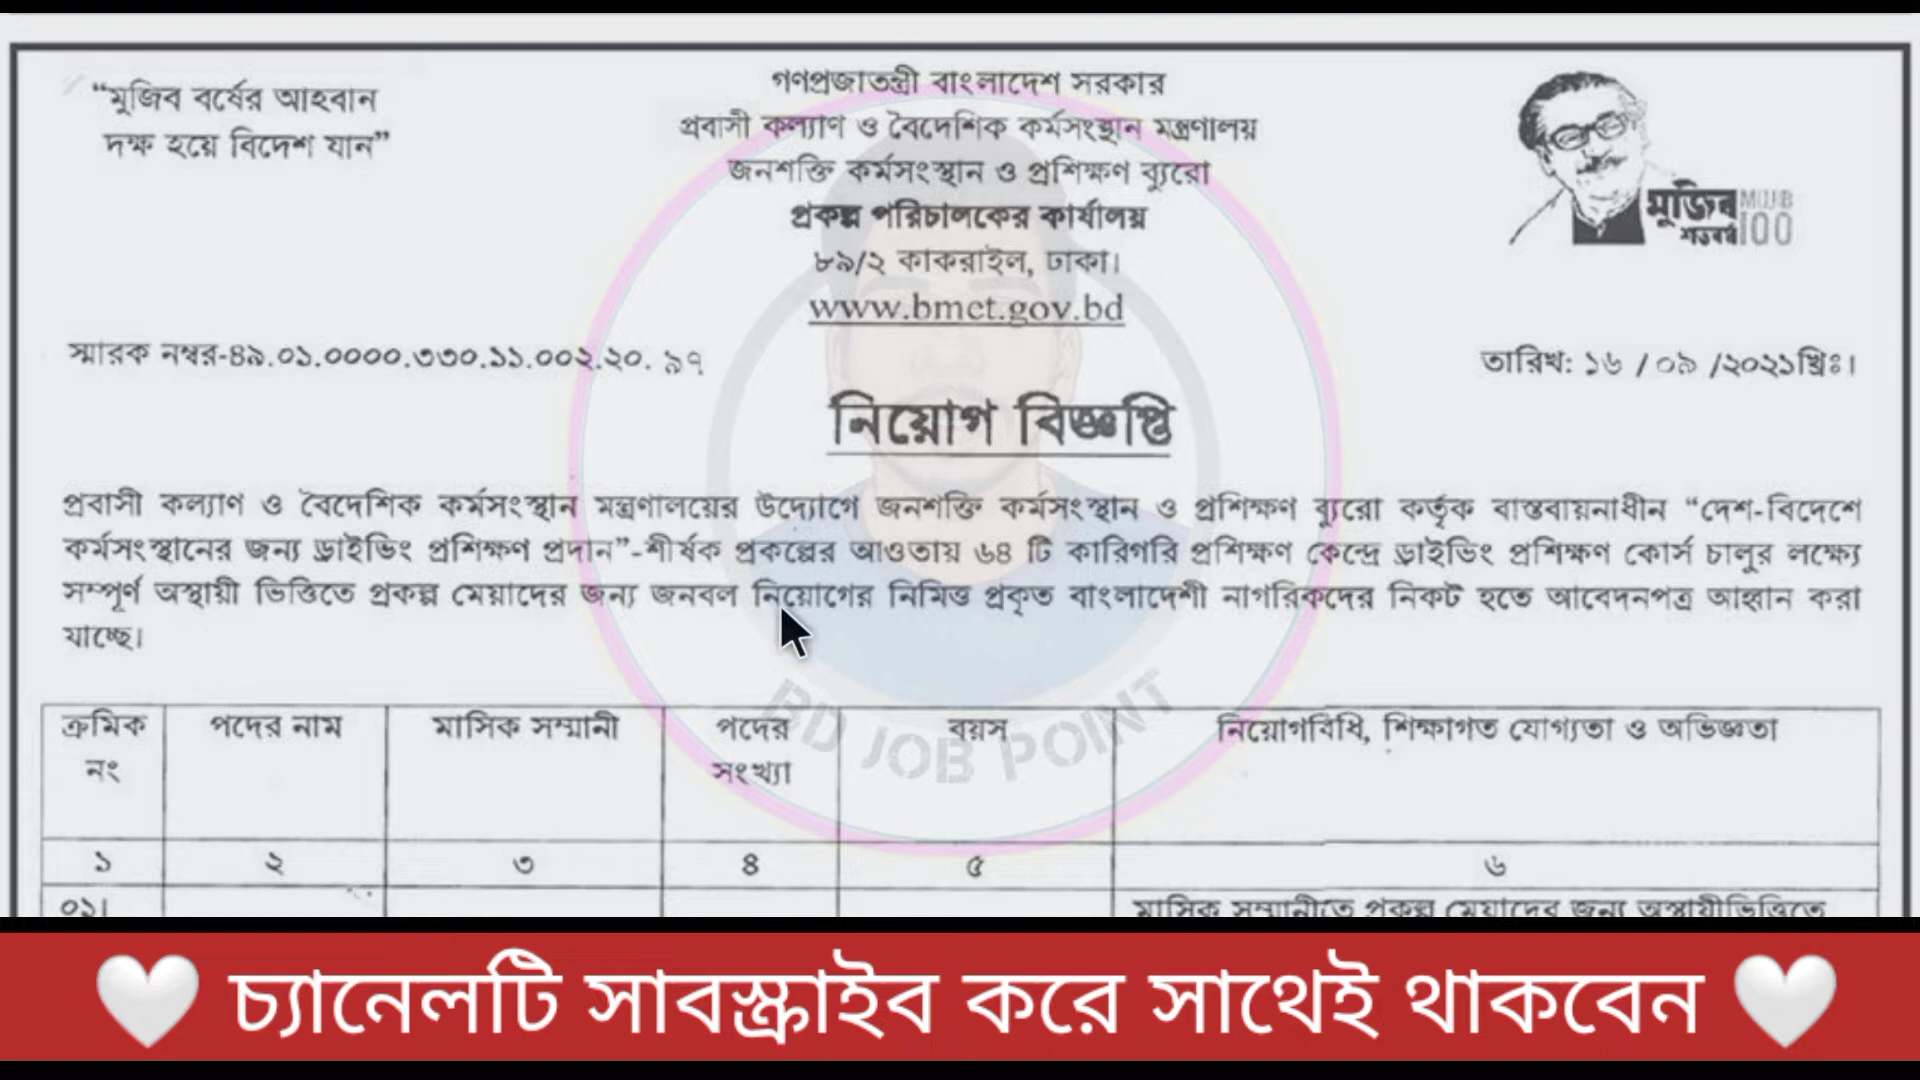 “মুজিব বর্ষের আহবান
দক্ষ হয়ে বিদেশ যান”
গণপ্রজাতন্ত্রী বাংলাদেশ সরকার
প্রবাসী কল্যাণ ও বৈদেশিক কর্মসংস্থান মন্ত্রণালয়
জনশক্তি কর্মসংস্থান ও প্রশিক্ষণ ব্যুরো
প্রকল্প পরিচালকের কার্যালয়
৮৯/২ কাকরাইল, ঢাকা।
www.bmet.gov.bd
মুজিব MUJIB
শতবর্ষ 100
স্মারক নম্বর-৪৯.০১.০০০০.৩৩০.১১.০০২.২০. ৯৭
তারিখ: ১৬ / ০৯ /২০২১খ্রিঃ।
নিয়োগ বিজ্ঞপ্তি
প্রবাসী কল্যাণ ও বৈদেশিক কর্মসংস্থান মন্ত্রণালয়ের উদ্যোগে জনশক্তি কর্মসংস্থান ও প্রশিক্ষণ ব্যুরো কর্তৃক বাস্তবায়নাধীন “দেশ-বিদেশে
কর্মসংস্থানের জন্য ড্রাইভিং প্রশিক্ষণ প্রদান”-শীর্ষক প্রকল্পের আওতায় ৬৪ টি কারিগরি প্রশিক্ষণ কেন্দ্রে ড্রাইভিং প্রশিক্ষণ কোর্স চালুর লক্ষ্যে
সম্পূর্ণ অস্থায়ী ভিত্তিতে প্রকল্প মেয়াদের জন্য জনবল নিয়োগের নিমিত্ত প্রকৃত বাংলাদেশী নাগরিকদের নিকট হতে আবেদনপত্র আহ্বান করা
যাচ্ছে।
BD JOB POINT
ক্রমিক নং
পদের নাম
মাসিক সম্মানী
পদের সংখ্যা
বয়স
নিয়োগবিধি, শিক্ষাগত যোগ্যতা ও অভিজ্ঞতা
১ ২ ৩ ৪ ৫ ৬
০১।
মাসিক সম্মানীতে প্রকল্প মেয়াদের জন্য অস্থায়ীভিত্তিতে
🤍 চ্যানেলটি সাবস্ক্রাইব করে সাথেই থাকবেন 🤍